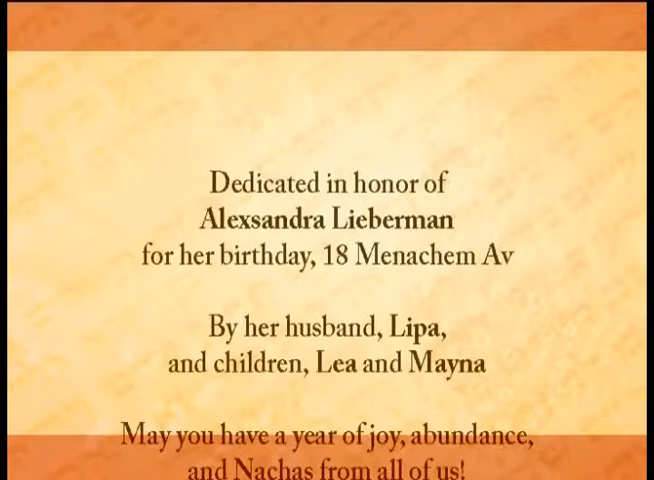 Dedicated in honor of
Alexsandra Lieberman
for her birthday, 18 Menachem Av
By her husband, Lipa,
and children, Lea and Mayna
May you have a year of joy, abundance,
and Nachas from all of us!